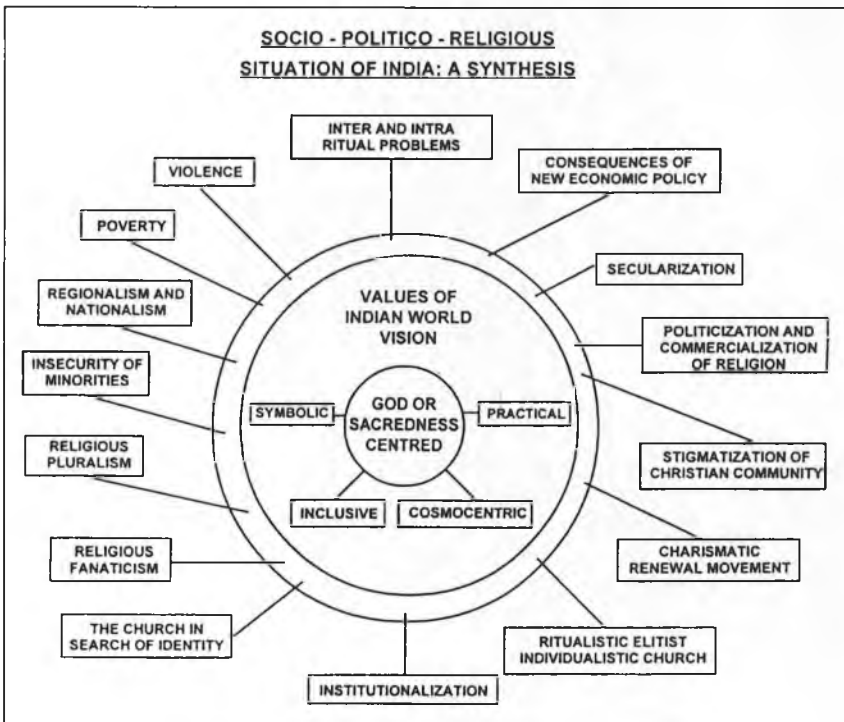 SOCIO - POLITICO - RELIGIOUS
SITUATION OF INDIA: A SYNTHESIS
INTER AND INTRA
RITUAL PROBLEMS
VIOLENCE
CONSEQUENCES OF
NEW ECONOMIC POLICY
POVERTY
SECULARIZATION
REGIONALISM AND
NATIONALISM
VALUES OF
INDIAN WORLD
VISION
POLITICIZATION AND
COMMERCIALIZATION
OF RELIGION
INSECURITY OF
MINORITIES
SYMBOLIC
GOD OR
SACREDNESS
CENTRED
PRACTICAL
RELIGIOUS
PLURALISM
STIGMATIZATION OF
CHRISTIAN COMMUNITY
INCLUSIVE
COSMOCENTRIC
RELIGIOUS
FANATICISM
CHARISMATIC
RENEWAL MOVEMENT
THE CHURCH IN
SEARCH OF IDENTITY
RITUALISTIC ELITIST
INDIVIDUALISTIC CHURCH
INSTITUTIONALIZATION